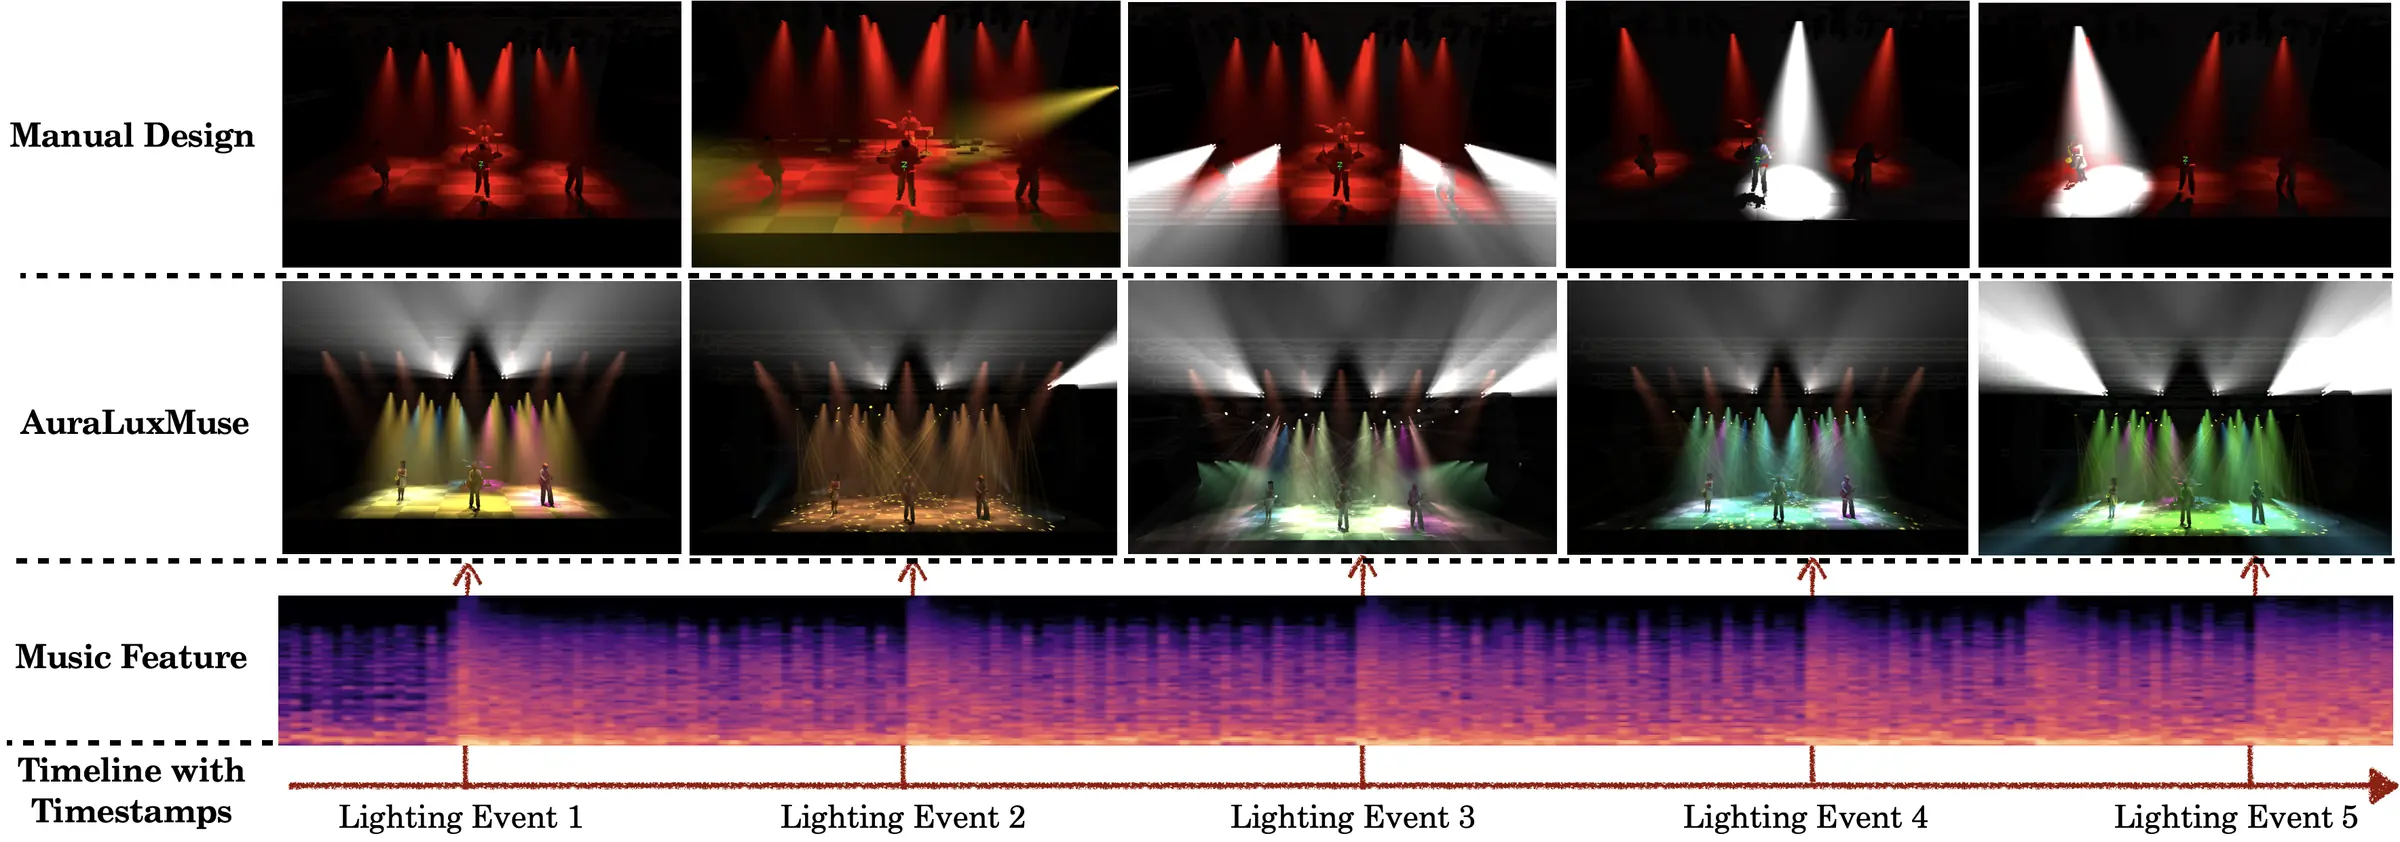 Manual Design
AuraLuxMuse
Music Feature
Timeline with
Timestamps
Lighting Event 1
Lighting Event 2
Lighting Event 3
Lighting Event 4
Lighting Event 5